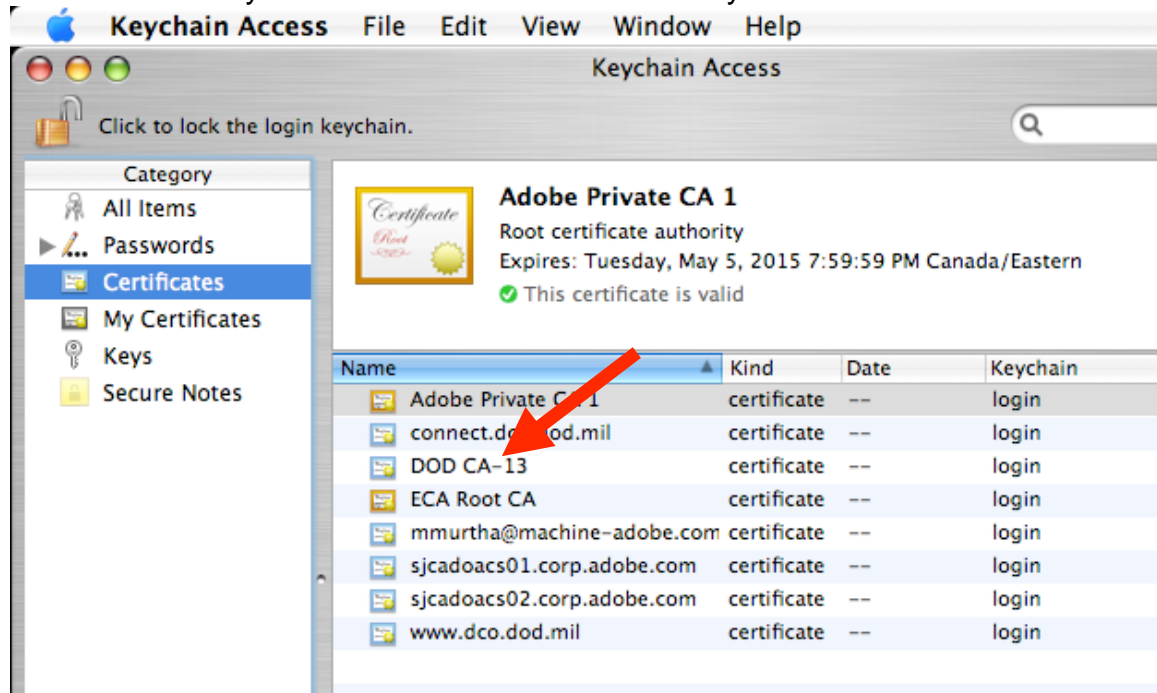 Keychain Access File Edit View Window Help
Keychain Access
Click to lock the login keychain.
Category
All Items
Passwords
Certificates
My Certificates
Keys
Secure Notes
Certificate
Root
Adobe Private CA 1
Root certificate authority
Expires: Tuesday, May 5, 2015 7:59:59 PM Canada/Eastern
This certificate is valid
Name Kind Date Keychain
Adobe Private CA 1 certificate -- login
certificate -- login
DOD CA-13 certificate -- login
ECA Root CA certificate -- login
mmurtha@machine-adobe.com certificate -- login
sjcadoacs01.corp.adobe.com certificate -- login
sjcadoacs02.corp.adobe.com certificate -- login
www.dco.dod.mil certificate -- login